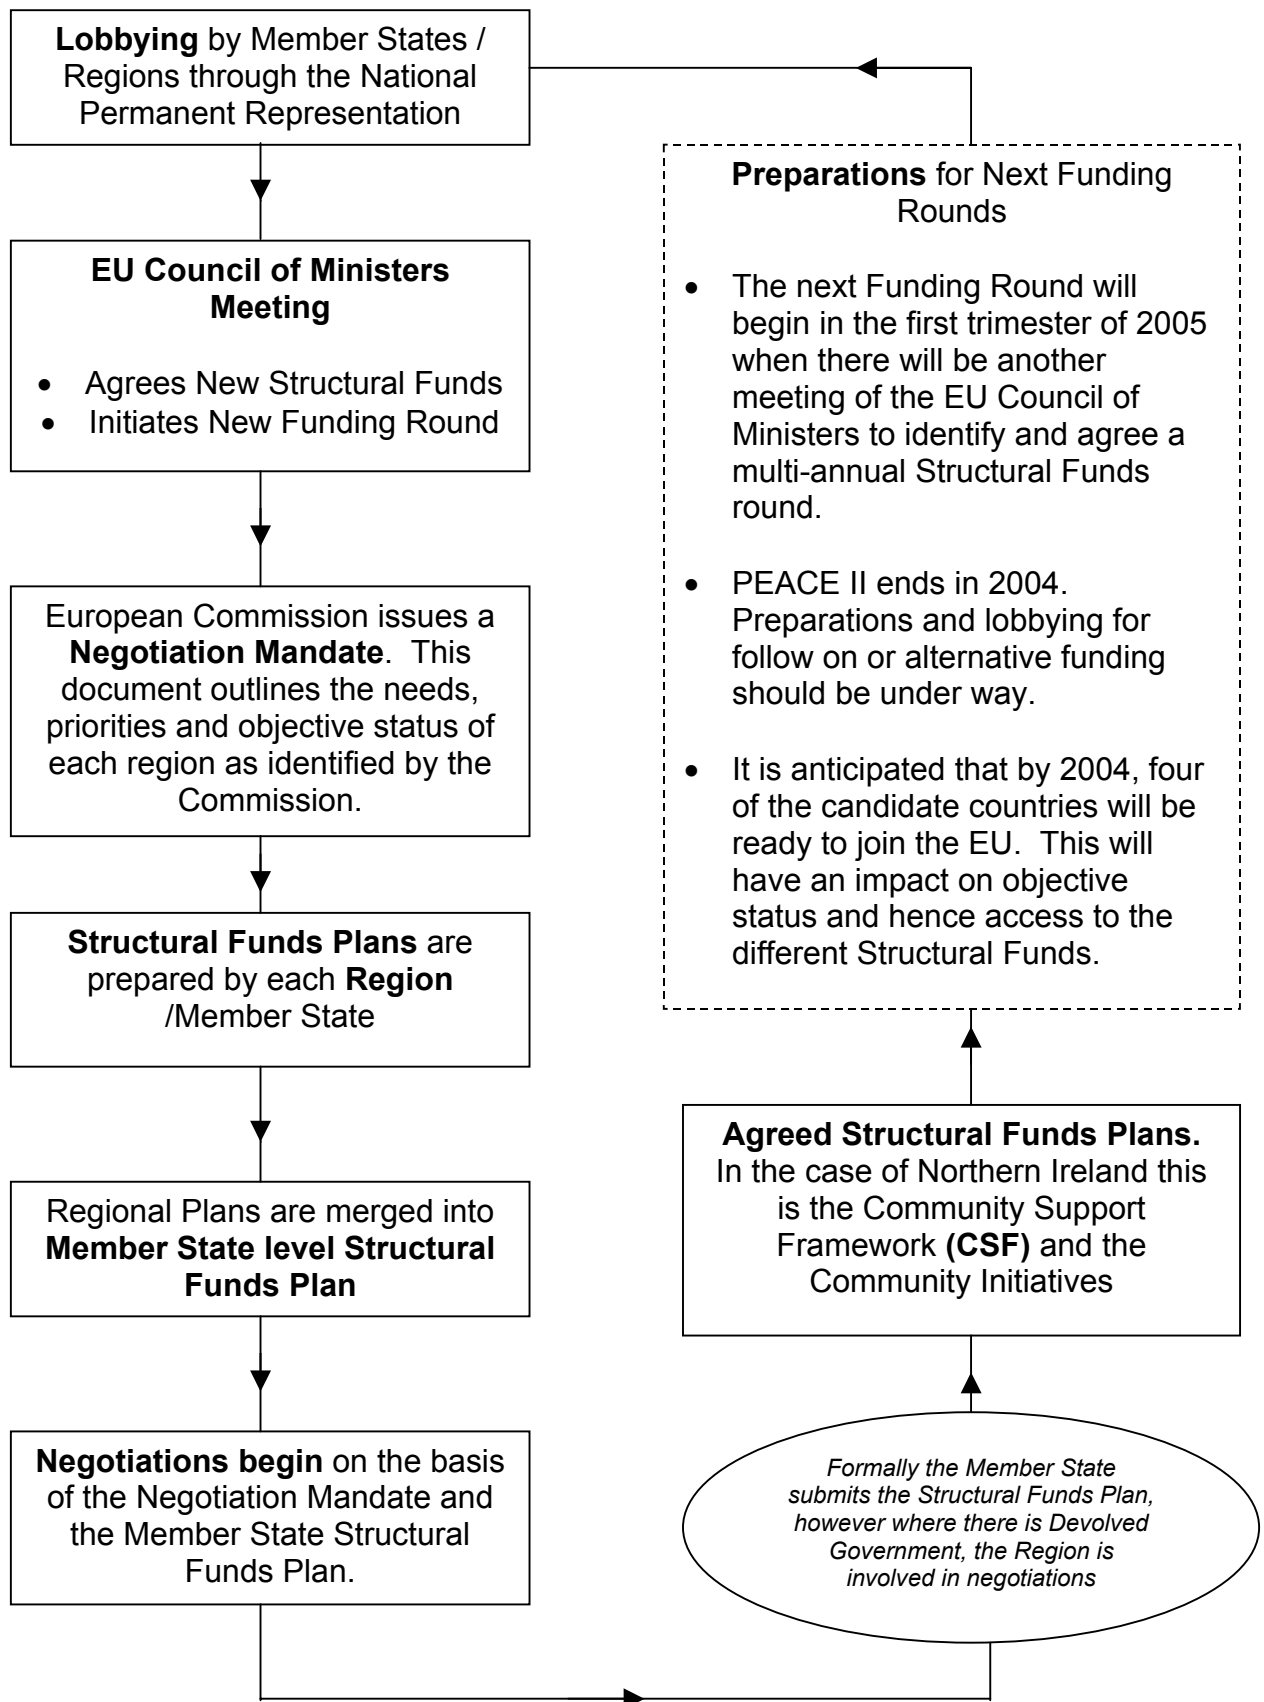 Lobbying by Member States /
Regions through the National
Permanent Representation
EU Council of Ministers
Meeting
• Agrees New Structural Funds
• Initiates New Funding Round
European Commission issues a
Negotiation Mandate. This
document outlines the needs,
priorities and objective status of
each region as identified by the
Commission.
Structural Funds Plans are
prepared by each Region
/Member State
Regional Plans are merged into
Member State level Structural
Funds Plan
Negotiations begin on the basis
of the Negotiation Mandate and
the Member State Structural
Funds Plan.
Formally the Member State
submits the Structural Funds Plan,
however where there is Devolved
Government, the Region is
involved in negotiations
Agreed Structural Funds Plans.
In the case of Northern Ireland this
is the Community Support
Framework (CSF) and the
Community Initiatives
Preparations for Next Funding
Rounds
• The next Funding Round will
begin in the first trimester of 2005
when there will be another
meeting of the EU Council of
Ministers to identify and agree a
multi-annual Structural Funds
round.
• PEACE II ends in 2004.
Preparations and lobbying for
follow on or alternative funding
should be under way.
• It is anticipated that by 2004, four
of the candidate countries will be
ready to join the EU. This will
have an impact on objective
status and hence access to the
different Structural Funds.